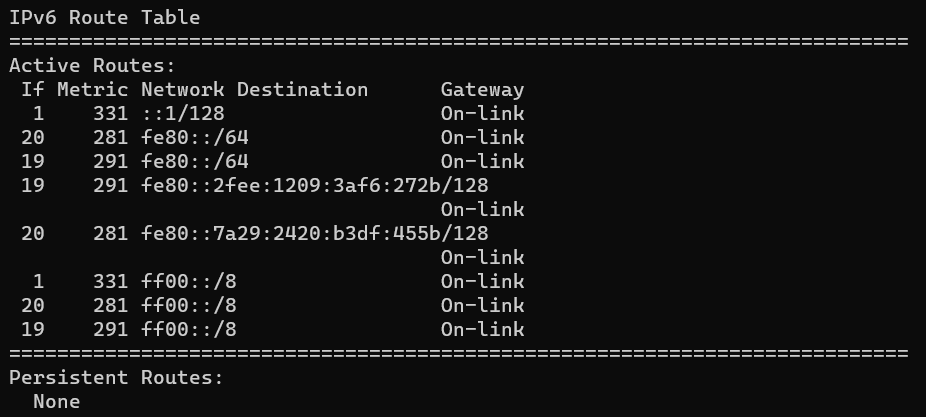 IPv6 Route Table
===========================================================================
Active Routes:
 If Metric Network Destination      Gateway
  1    331 ::1/128                  On-link
 20    281 fe80::/64                On-link
 19    291 fe80::/64                On-link
 19    291 fe80::2fee:1209:3af6:272b/128
                                    On-link
 20    281 fe80::7a29:2420:b3df:455b/128
                                    On-link
  1    331 ff00::/8                 On-link
 20    281 ff00::/8                 On-link
 19    291 ff00::/8                 On-link
===========================================================================
Persistent Routes:
  None